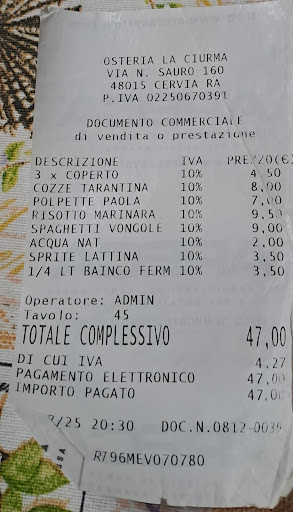 OSTERIA LA CIURMA
VIA N. SAURO 160
48015 CERVIA RA
P.IVA 02250670391
DOCUMENTO COMMERCIALE
di vendita o prestazione
DESCRIZIONE IVA PREZZO(€)
3 x COPERTO 10% 4,50
COZZE TARANTINA 10% 8,00
POLPETTE PAOLA 10% 7,00
RISOTTO MARINARA 10% 9,50
SPAGHETTI VONGOLE 10% 9,00
ACQUA NAT 10% 2,00
SPRITE LATTINA 10% 3,50
1/4 LT BAINCO FERM 10% 3,50
Operatore: ADMIN
Tavolo: 45
TOTALE COMPLESSIVO 47,00
DI CUI IVA 4,27
PAGAMENTO ELETTRONICO 47,00
IMPORTO PAGATO 47,00
7/25 20:30 DOC.N.0812-0039
RT96MEV070780